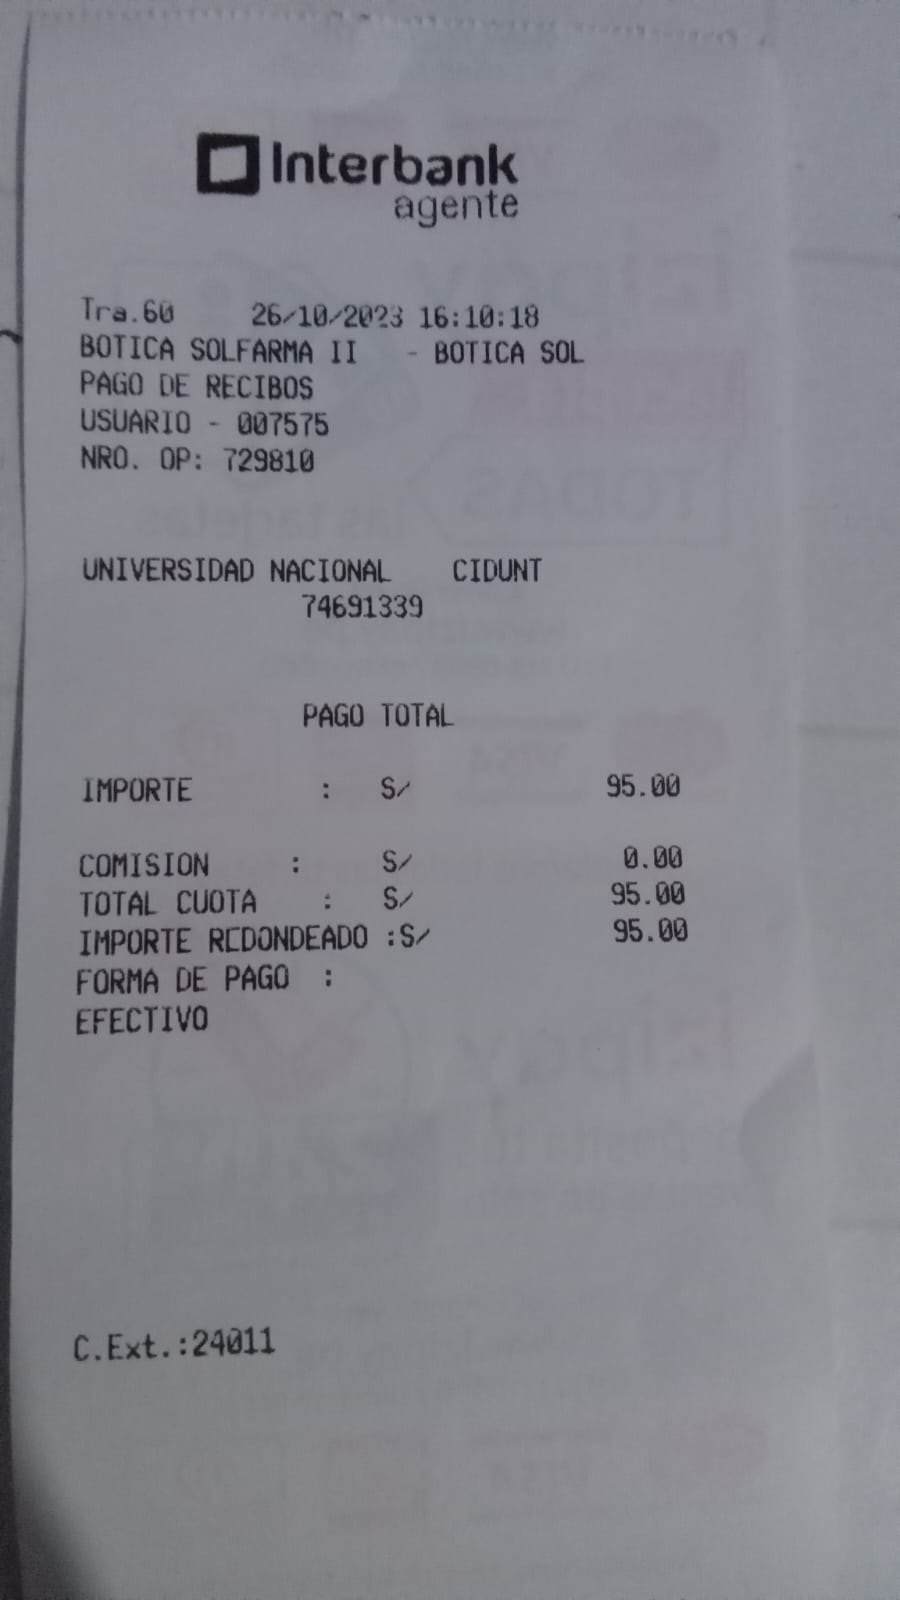 Interbank
agente
Tra.60 26/10/2023 16:10:18
BOTICA SOLFARMA II - BOTICA SOL
PAGO DE RECIBOS
USUARIO - 007575
NRO. OP: 729810
UNIVERSIDAD NACIONAL CIDUNT
74691339
PAGO TOTAL
IMPORTE : S/ 95.00
COMISION : S/ 0.00
TOTAL CUOTA : S/ 95.00
IMPORTE REDONDEADO :S/ 95.00
FORMA DE PAGO :
EFECTIVO
C.Ext.:24011